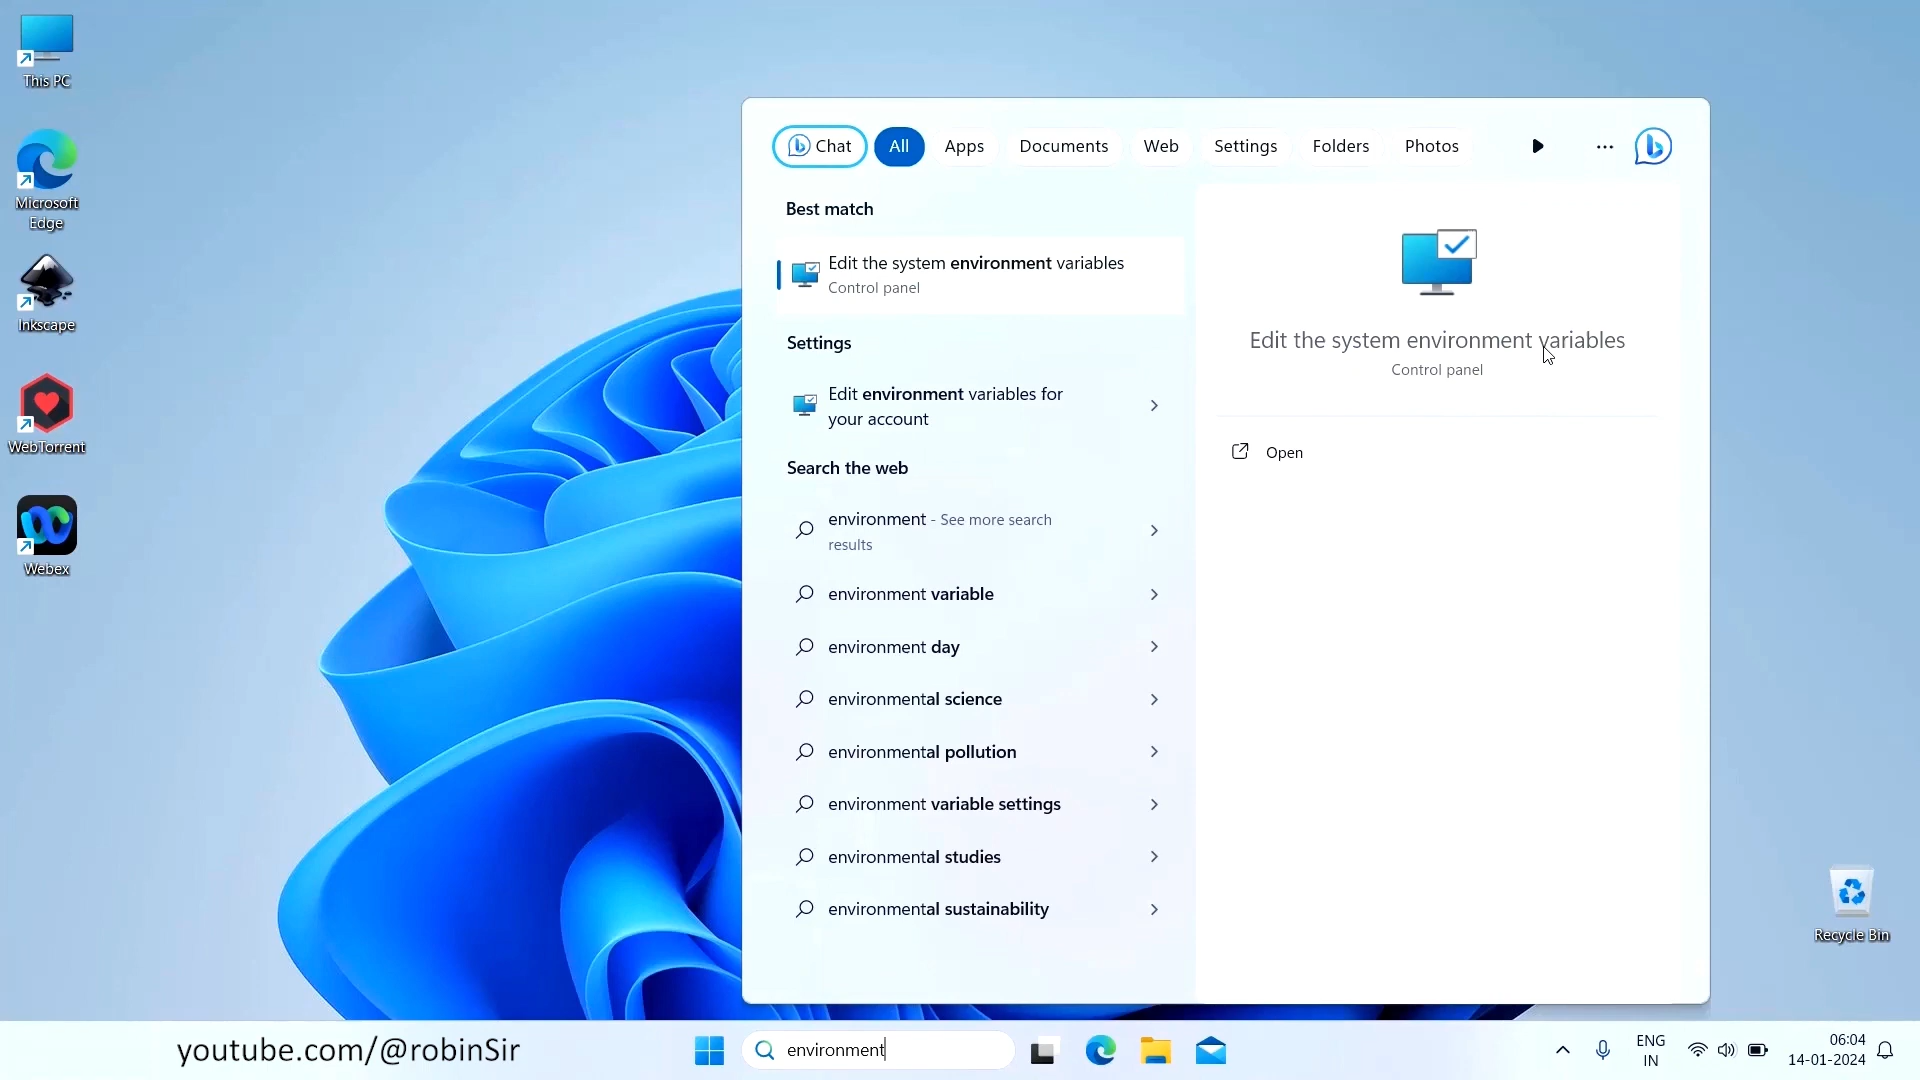 This PC
Microsoft
Edge
Inkscape
WebTorrent
Webex
Chat
All
Apps
Documents
Web
Settings
Folders
Photos
Best match
Edit the system environment variables
Control panel
Settings
Edit environment variables for
your account
Search the web
environment - See more search
results
environment variable
environment day
environmental science
environmental pollution
environment variable settings
environmental studies
environmental sustainability
Edit the system environment variables
Control panel
Open
Recycle Bin
youtube.com/@robinSir
environment
ENG
IN
06:04
14-01-2024